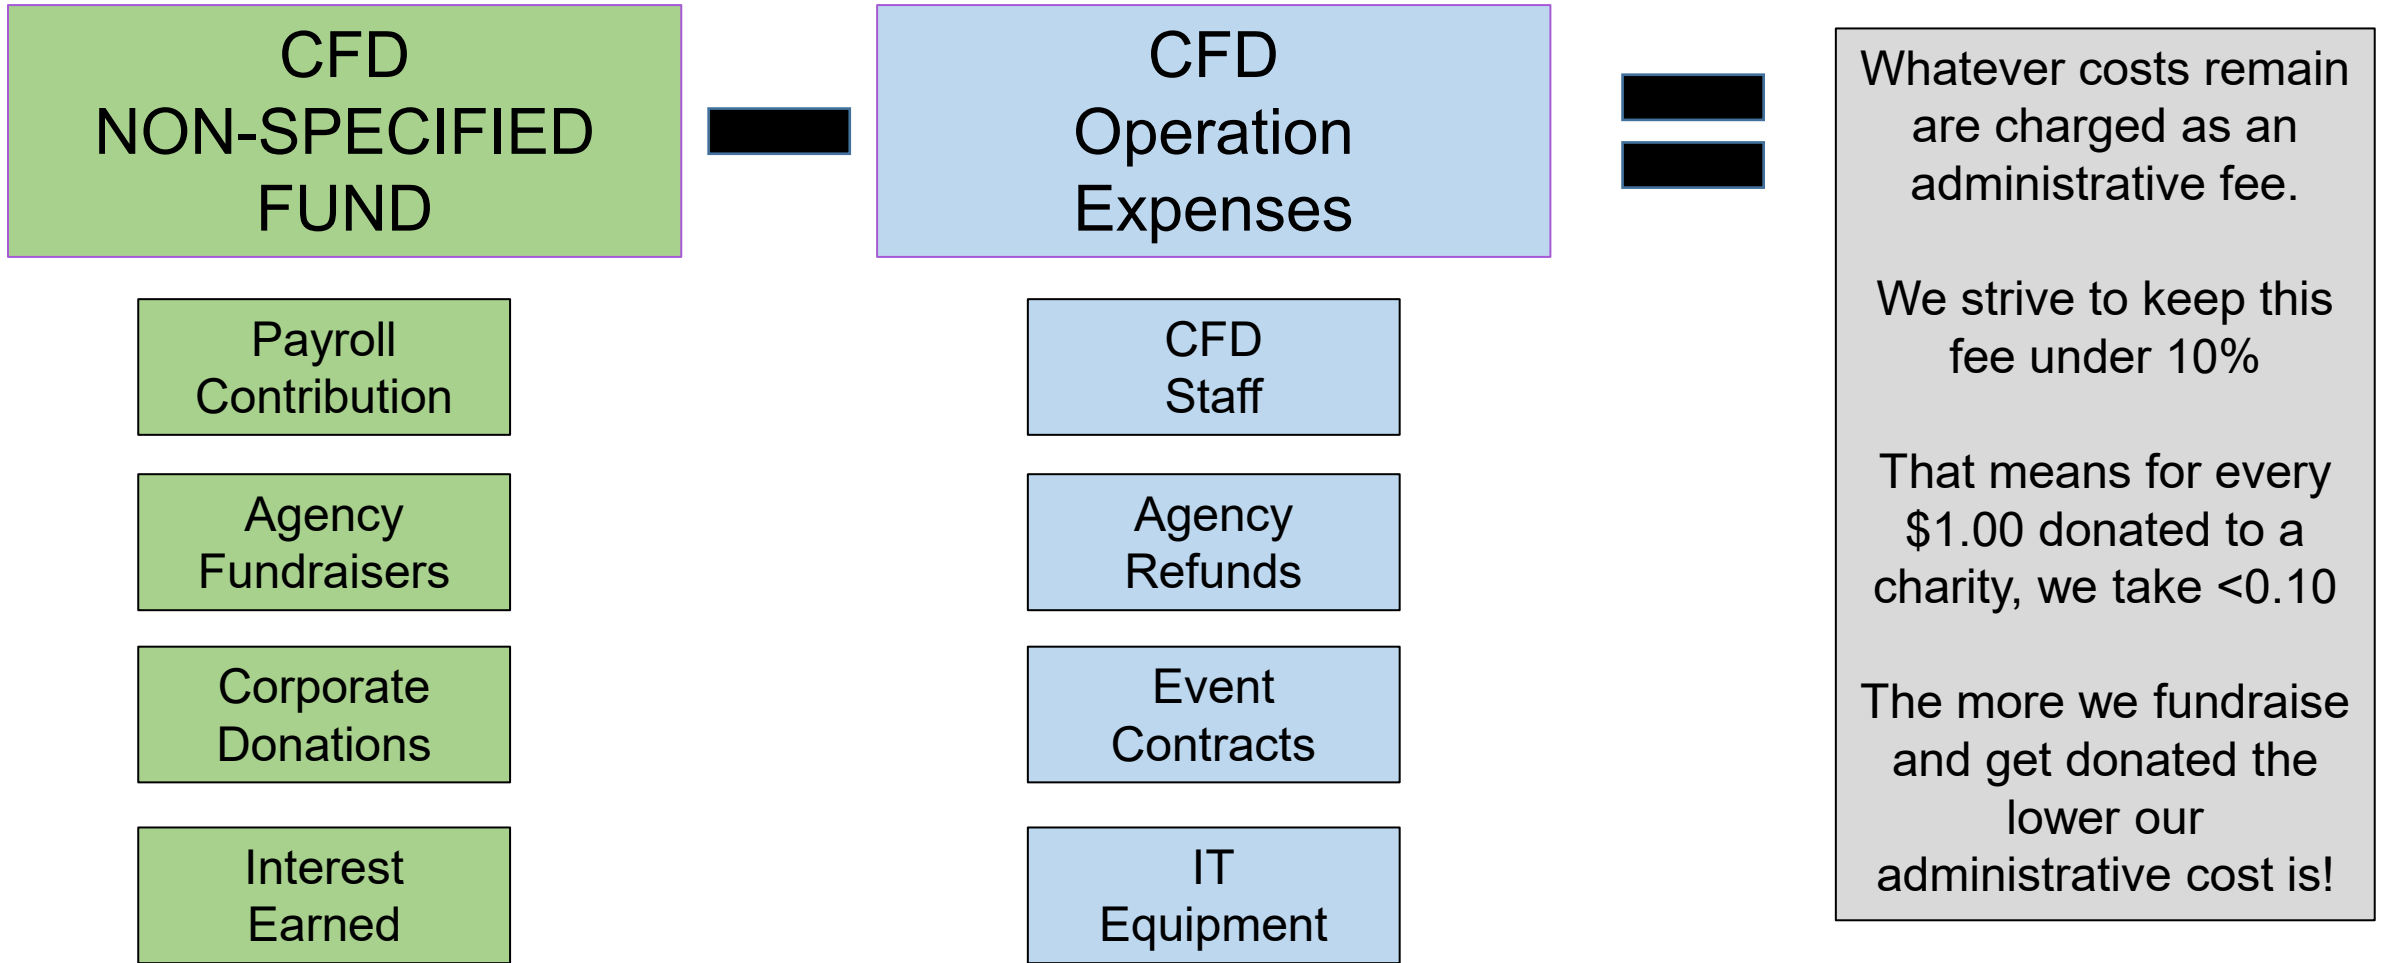 CFD
NON-SPECIFIED
FUND
CFD
Operation
Expenses
Payroll
Contribution
Agency
Fundraisers
Corporate
Donations
Interest
Earned
CFD
Staff
Agency
Refunds
Event
Contracts
IT
Equipment
Whatever costs remain
are charged as an
administrative fee.
We strive to keep this
fee under 10%
That means for every
$1.00 donated to a
charity, we take <0.10
The more we fundraise
and get donated the
lower our
administrative cost is!